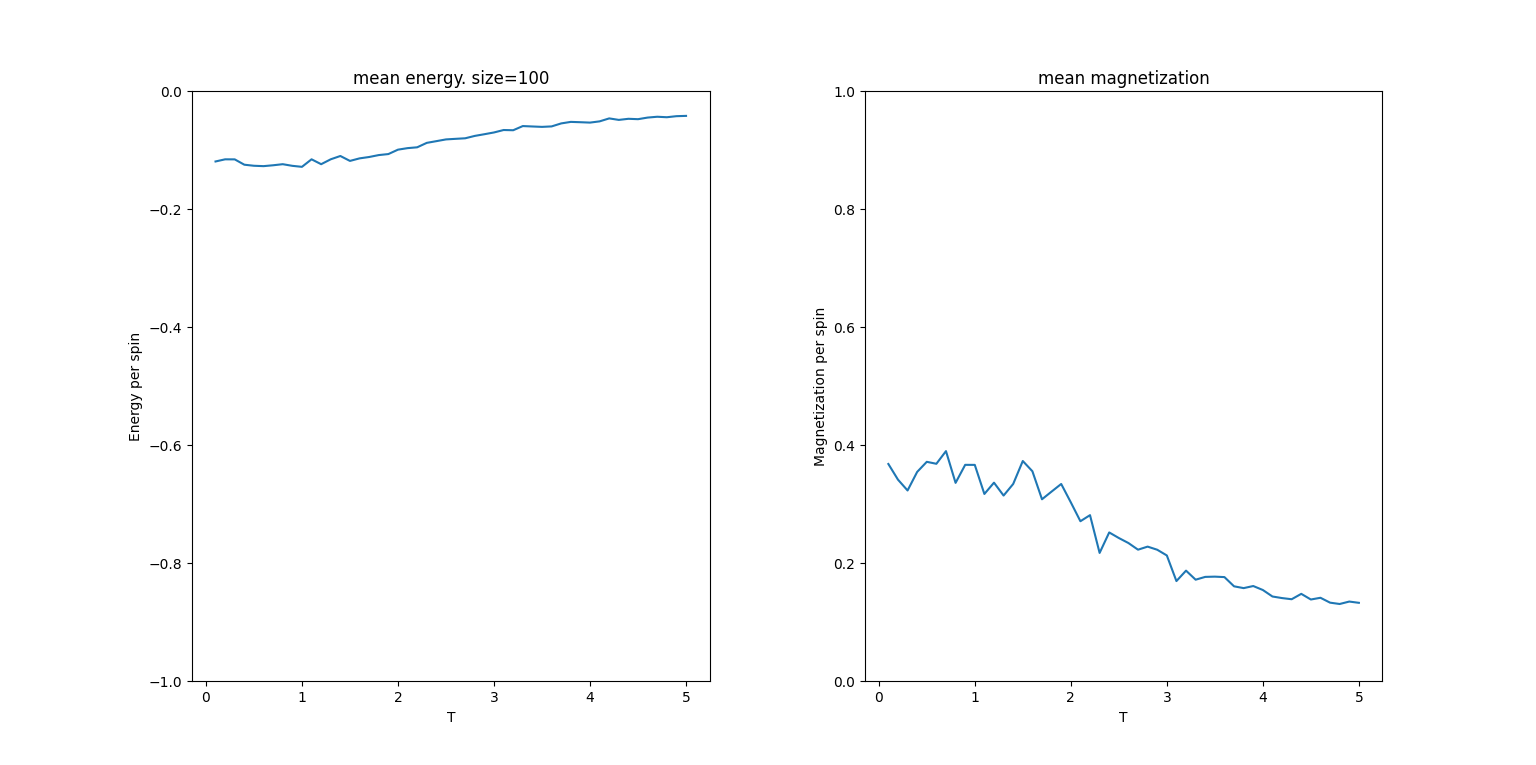 mean energy. size=100
0.0
−0.2
−0.4
−0.6
−0.8
−1.0
Energy per spin
0 1 2 3 4 5
T
mean magnetization
1.0
0.8
0.6
0.4
0.2
0.0
Magnetization per spin
0 1 2 3 4 5
T